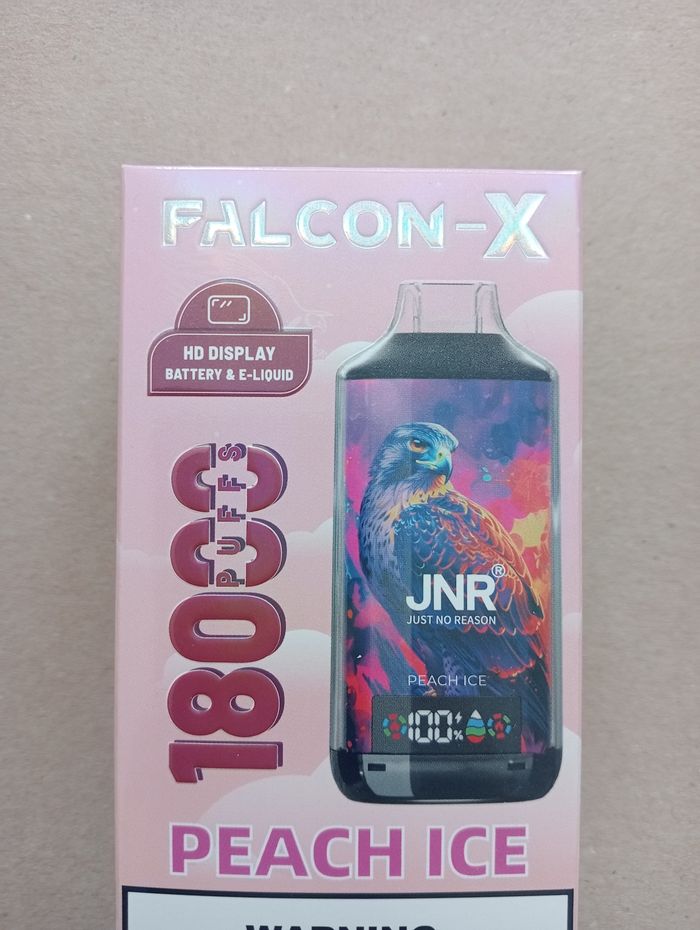 FALCON-X
HD DISPLAY
BATTERY & E-LIQUID
18000
PUFFS
JNR®
JUST NO REASON
PEACH ICE
100%
PEACH ICE
WARNING